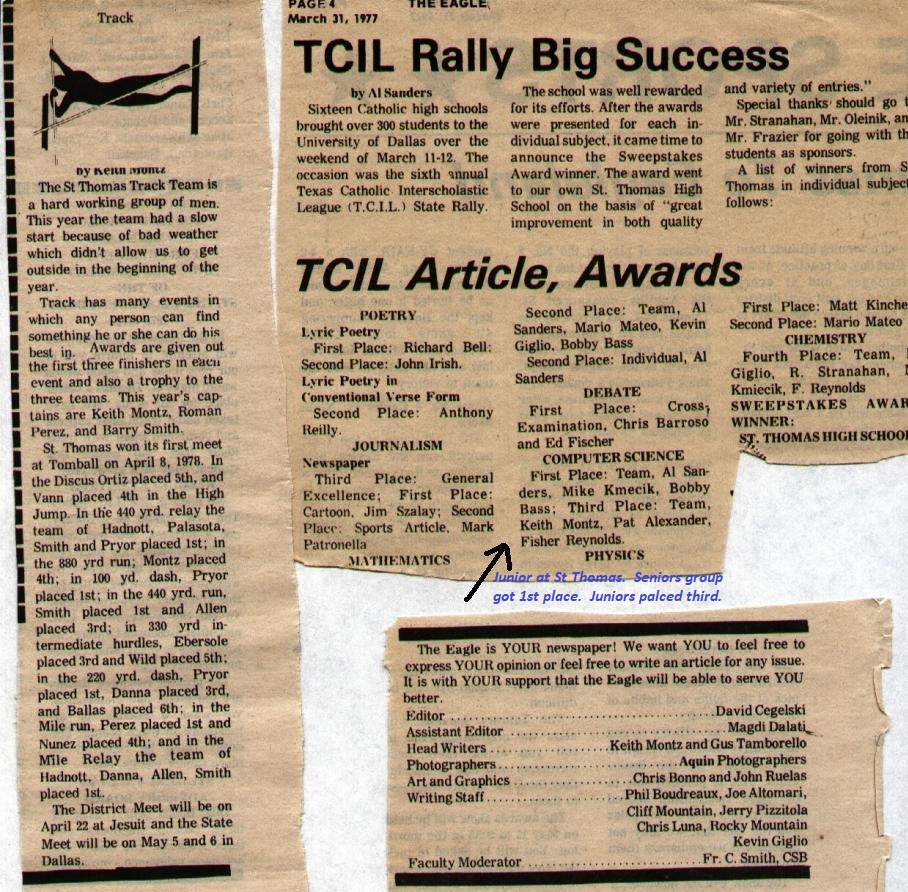 Track
by Keith Montz
The St Thomas Track Team is
a hard working group of men.
This year the team had a slow
start because of bad weather
which didn't allow us to get
outside in the beginning of the
year.
Track has many events in
which any person can find
something he or she can do his
best in. Awards are given out
the first three finishers in each
event and also a trophy to the
three teams. This year's cap-
tains are Keith Montz, Roman
Perez, and Barry Smith.
St. Thomas won its first meet
at Tomball on April 8, 1978. In
the Discus Ortiz placed 5th, and
Vann placed 4th in the High
Jump. In the 440 yrd. relay the
team of Hadnott, Palasota,
Smith and Pryor placed 1st; in
the 880 yrd run; Montz placed
4th; in 100 yd. dash, Pryor
placed 1st; in the 440 yrd. run,
Smith placed 1st and Allen
placed 3rd; in 330 yrd in-
termediate hurdles, Ebersole
placed 3rd and Wild placed 5th;
in the 220 yrd. dash, Pryor
placed 1st, Danna placed 3rd,
and Ballas placed 6th; in the
Mile run, Perez placed 1st and
Nunez placed 4th; and in the
Mile Relay the team of
Hadnott, Danna, Allen, Smith
placed 1st.
The District Meet will be on
April 22 at Jesuit and the State
Meet will be on May 5 and 6 in
Dallas.
PAGE 4 THE EAGLE
March 31, 1977
TCIL Rally Big Success
by Al Sanders
Sixteen Catholic high schools
brought over 300 students to the
University of Dallas over the
weekend of March 11-12. The
occasion was the sixth annual
Texas Catholic Interscholastic
League (T.C.I.L.) State Rally.
The school was well rewarded
for its efforts. After the awards
were presented for each in-
dividual subject, it came time to
announce the Sweepstakes
Award winner. The award went
to our own St. Thomas High
School on the basis of "great
improvement in both quality
and variety of entries."
Special thanks should go t
Mr. Stranahan, Mr. Oleinik, an
Mr. Frazier for going with th
students as sponsors.
A list of winners from S
Thomas in individual subject
follows:
TCIL Article, Awards
POETRY
Lyric Poetry
First Place: Richard Bell:
Second Place: John Irish.
Lyric Poetry in
Conventional Verse Form
Second Place: Anthony
Reilly.
JOURNALISM
Newspaper
Third Place: General
Excellence; First Place:
Cartoon, Jim Szalay; Second
Place: Sports Article, Mark
Patronella
MATHEMATICS
Second Place: Team, Al
Sanders, Mario Mateo, Kevin
Giglio, Bobby Bass
Second Place: Individual, Al
Sanders
DEBATE
First Place: Cross,
Examination, Chris Barroso
and Ed Fischer
COMPUTER SCIENCE
First Place: Team, Al San-
ders, Mike Kmecik, Bobby
Bass; Third Place: Team,
Keith Montz, Pat Alexander,
Fisher Reynolds.
PHYSICS
First Place: Matt Kinche
Second Place: Mario Mateo
CHEMISTRY
Fourth Place: Team,
Giglio, R. Stranahan, M
Kmiecik, F. Reynolds
SWEEPSTAKES AWAR
WINNER:
ST. THOMAS HIGH SCHOOL
Junior at St Thomas. Seniors group
got 1st place. Juniors palced third.
The Eagle is YOUR newspaper! We want YOU to feel free to
express YOUR opinion or feel free to write an article for any issue.
It is with YOUR support that the Eagle will be able to serve YOU
better.
Editor ........ David Cegelski
Assistant Editor ........ Magdi Dalati
Head Writers ........ Keith Montz and Gus Tamborello
Photographers ........ Aquin Photographers
Art and Graphics ........ Chris Bonno and John Ruelas
Writing Staff ........ Phil Boudreaux, Joe Altomari,
Cliff Mountain, Jerry Pizzitola
Chris Luna, Rocky Mountain
Kevin Giglio
Faculty Moderator ........ Fr. C. Smith, CSB